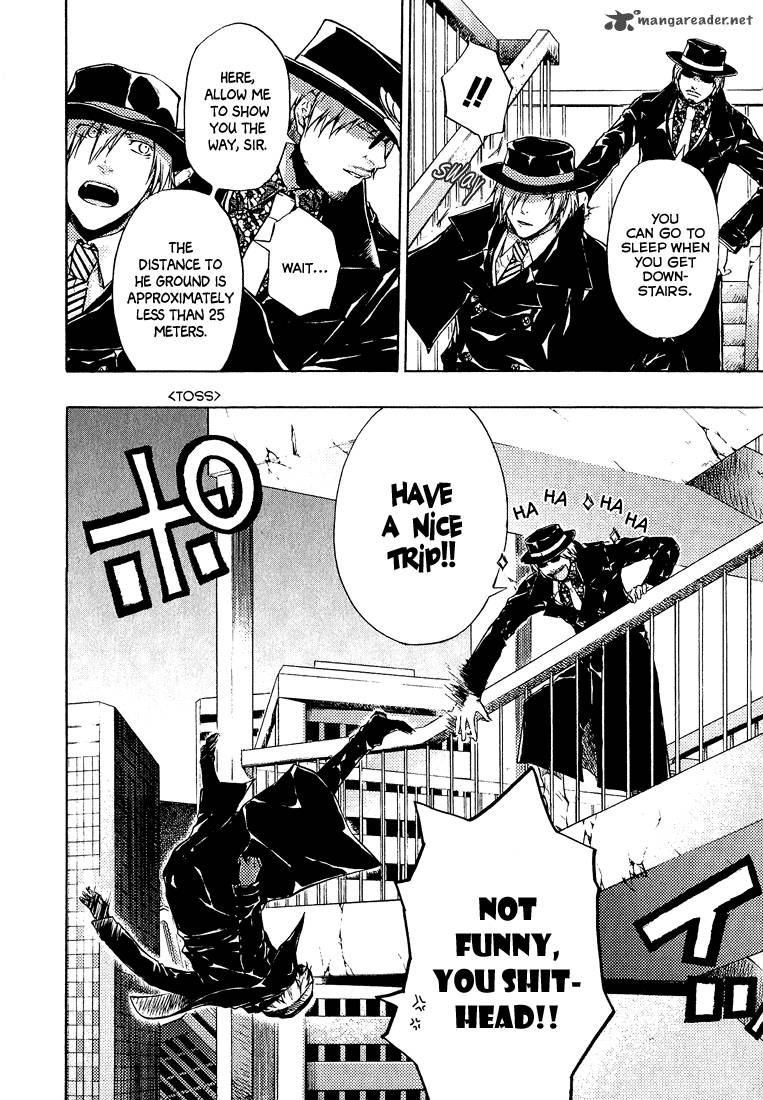 mangareader.net
!!
slap
YOU
CAN GO TO
SLEEP WHEN
YOU GET
DOWN-
STAIRS.
HERE,
ALLOW ME
TO SHOW
YOU THE
WAY, SIR.
WAIT...
THE
DISTANCE TO
HE GROUND IS
APPROXIMATELY
LESS THAN 25
METERS.
<TOSS>
HA HA HA HA
HAVE
A NICE
TRIP!!
ポイ
NOT
FUNNY,
YOU SHIT-
HEAD!!